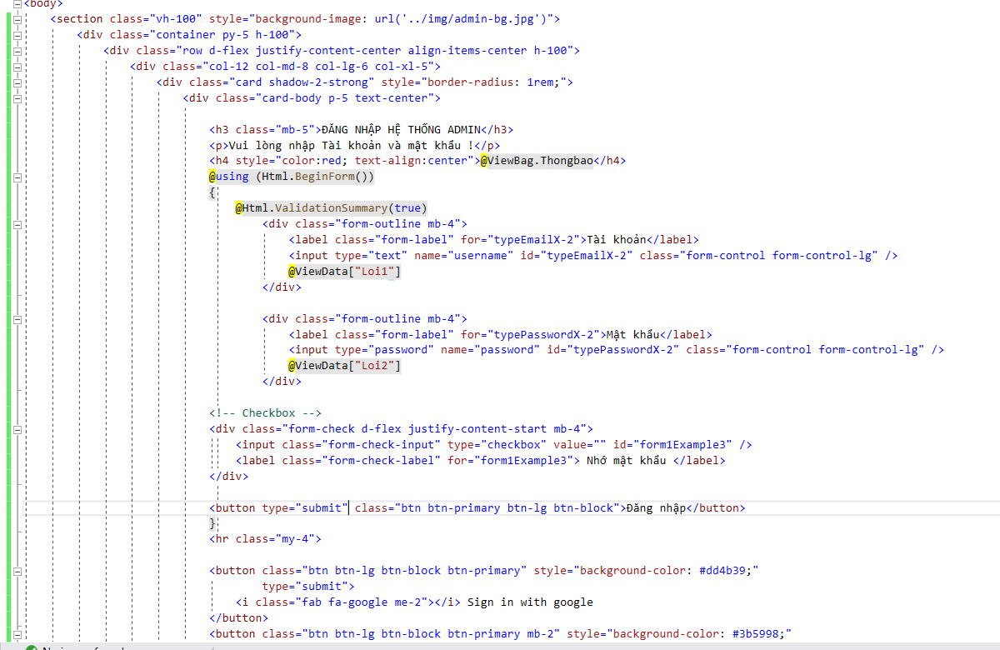 <body>
<section class="vh-100" style="background-image: url('../img/admin-bg.jpg')">
<div class="container py-5 h-100">
<div class="row d-flex justify-content-center align-items-center h-100">
<div class="col-12 col-md-8 col-lg-6 col-xl-5">
<div class="card shadow-2-strong" style="border-radius: 1rem;">
<div class="card-body p-5 text-center">
<h3 class="mb-5">ĐĂNG NHẬP HỆ THỐNG ADMIN</h3>
<p>Vui lòng nhập Tài khoản và mật khẩu !</p>
<h4 style="color:red; text-align:center">@ViewBag.Thongbao</h4>
@using (Html.BeginForm())
{
@Html.ValidationSummary(true)
<div class="form-outline mb-4">
<label class="form-label" for="typeEmailX-2">Tài khoản</label>
<input type="text" name="username" id="typeEmailX-2" class="form-control form-control-lg" />
@ViewData["Loi1"]
</div>
<div class="form-outline mb-4">
<label class="form-label" for="typePasswordX-2">Mật khẩu</label>
<input type="password" name="password" id="typePasswordX-2" class="form-control form-control-lg" />
@ViewData["Loi2"]
</div>
<!-- Checkbox -->
<div class="form-check d-flex justify-content-start mb-4">
<input class="form-check-input" type="checkbox" value="" id="form1Example3" />
<label class="form-check-label" for="form1Example3"> Nhớ mật khẩu </label>
</div>
<button type="submit" class="btn btn-primary btn-lg btn-block">Đăng nhập</button>
}
<hr class="my-4">
<button class="btn btn-lg btn-block btn-primary" style="background-color: #dd4b39;"
type="submit">
<i class="fab fa-google me-2"></i> Sign in with google
</button>
<button class="btn btn-lg btn-block btn-primary mb-2" style="background-color: #3b5998;"